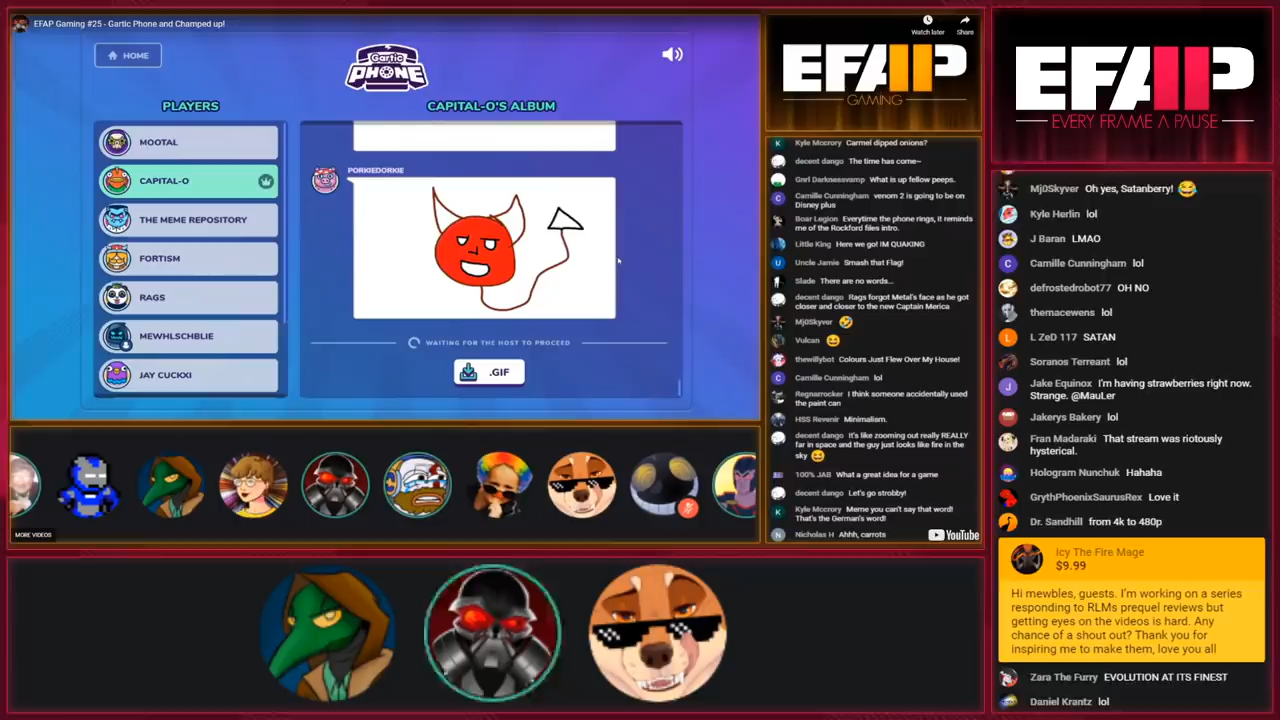 EFAP Gaming #25 - Gartic Phone and Champed up!
Watch later
Share
HOME
Gartic
PHONE
PLAYERS
MOOTAL
CAPITAL-O
THE MEME REPOSITORY
FORTISM
RAGS
MEWHLSCHBLIE
JAY CUCKXI
CAPITAL-O'S ALBUM
PORKIEDORKIE
WAITING FOR THE HOST TO PROCEED
.GIF
MORE VIDEOS
EFAP
GAMING
Kyle Mccrory Carmel dipped onions?
decent dango The time has come~
Gnrl Darknessvamp What is up fellow peeps.
Camille Cunningham venom 2 is going to be on
Disney plus
Boar Legion Everytime the phone rings, it reminds
me of the Rockford files intro.
Little King Here we go! IM QUAKING
Uncle Jamie Smash that Flag!
Slade There are no words...
decent dango Rags forgot Metal's face as he got
closer and closer to the new Captain Merica
Mj0Skyver 🤣
Vulcan 😆
thewillybot Colours Just Flew Over My House!
Camille Cunningham lol
Regnarrocker I think someone accidentally used
the paint can
HSS Revenir Minimalism.
decent dango It's like zooming out really REALLY
far in space and the guy just looks like fire in the
sky 😆
100% JAB What a great idea for a game
decent dango Let's go strobby!
Kyle Mccrory Meme you can't say that word!
That's the German's word!
Nicholas H Ahhh, carrots
YouTube
EFAP
EVERY FRAME A PAUSE
Mj0Skyver Oh yes, Satanberry! 😂
Kyle Herlin lol
J Baran LMAO
Camille Cunningham lol
defrostedrobot77 OH NO
themacewens lol
L ZeD 117 SATAN
Soranos Terreant lol
Jake Equinox I'm having strawberries right now.
Strange. @MauLer
Jakerys Bakery lol
Fran Madaraki That stream was riotously
hysterical.
Hologram Nunchuk Hahaha
GrythPhoenixSaurusRex Love it
Dr. Sandhill from 4k to 480p
Icy The Fire Mage
$9.99
Hi mewbles, guests. I'm working on a series
responding to RLMs prequel reviews but
getting eyes on the videos is hard. Any
chance of a shout out? Thank you for
inspiring me to make them, love you all
Zara The Furry EVOLUTION AT ITS FINEST
Daniel Krantz lol